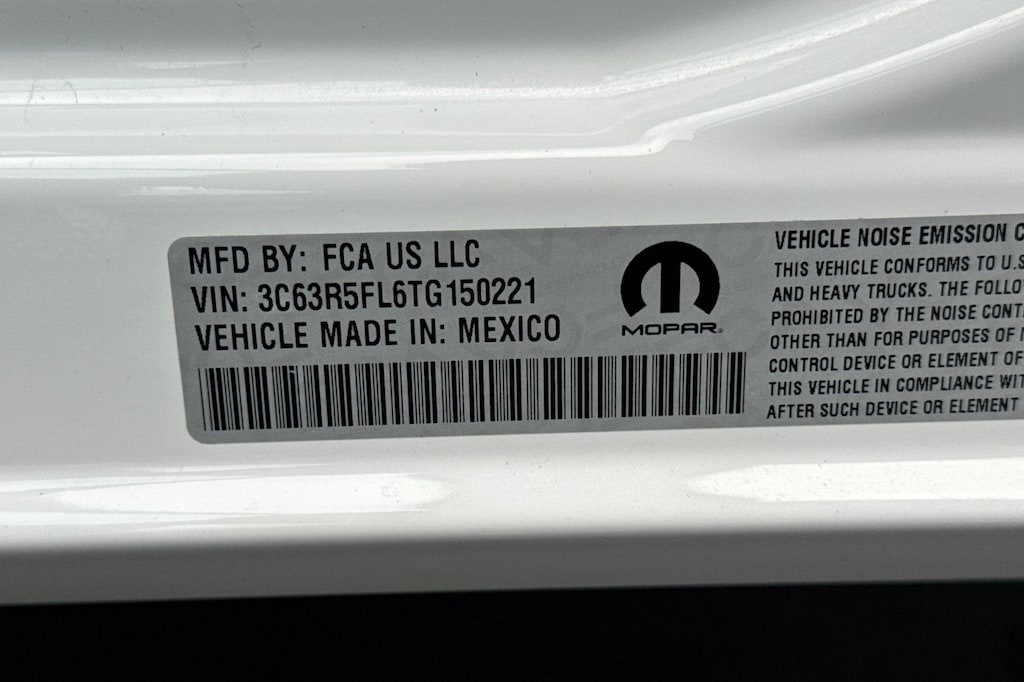 MFD BY: FCA US LLC
VIN: 3C63R5FL6TG150221
VEHICLE MADE IN: MEXICO
MOPAR
VEHICLE NOISE EMISSION
THIS VEHICLE CONFORMS TO U.S
AND HEAVY TRUCKS. THE
PROHIBITED BY THE NOISE
OTHER THAN FOR PURPOSES OF
CONTROL DEVICE OR ELEMENT OF
THIS VEHICLE IN COMPLIANCE
AFTER SUCH DEVICE OR ELEMENT